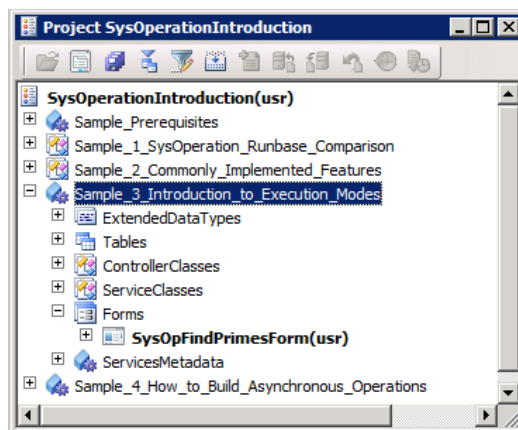 Project SysOperationIntroduction
SysOperationIntroduction(usr)
Sample_Prerequisites
Sample_1_SysOperation_Runbase_Comparison
Sample_2_Commonly_Implemented_Features
Sample_3_Introduction_to_Execution_Modes
ExtendedDataTypes
Tables
ControllerClasses
ServiceClasses
Forms
SysOpFindPrimesForm(usr)
ServicesMetadata
Sample_4_How_to_Build_Asynchronous_Operations